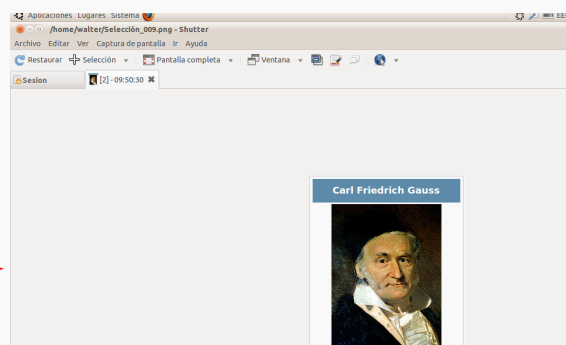 Aplicaciones Lugares Sistema
/home/walter/Selección_009.png - Shutter
Archivo Editar Ver Captura de pantalla Ir Ayuda
Restaurar Selección Pantalla completa Ventana
Sesion [2] - 09:50:30
Carl Friedrich Gauss